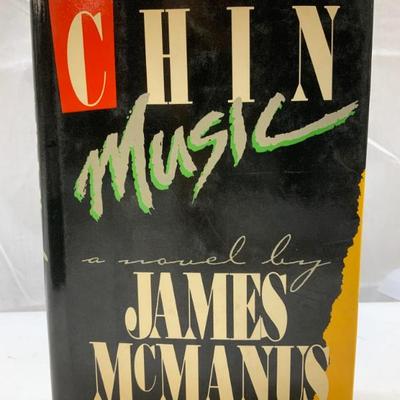 CHIN
Music
a novel by
JAMES
McMANUS